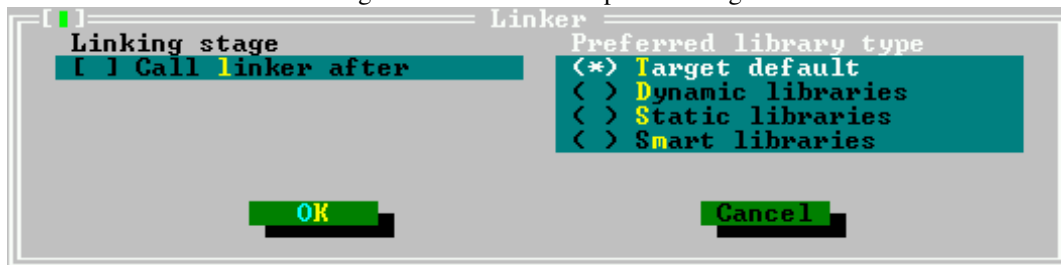 Linker
Linking stage
[ ] Call linker after
Preferred library type
(*) Target default
( ) Dynamic libraries
( ) Static libraries
( ) Smart libraries
OK
Cancel